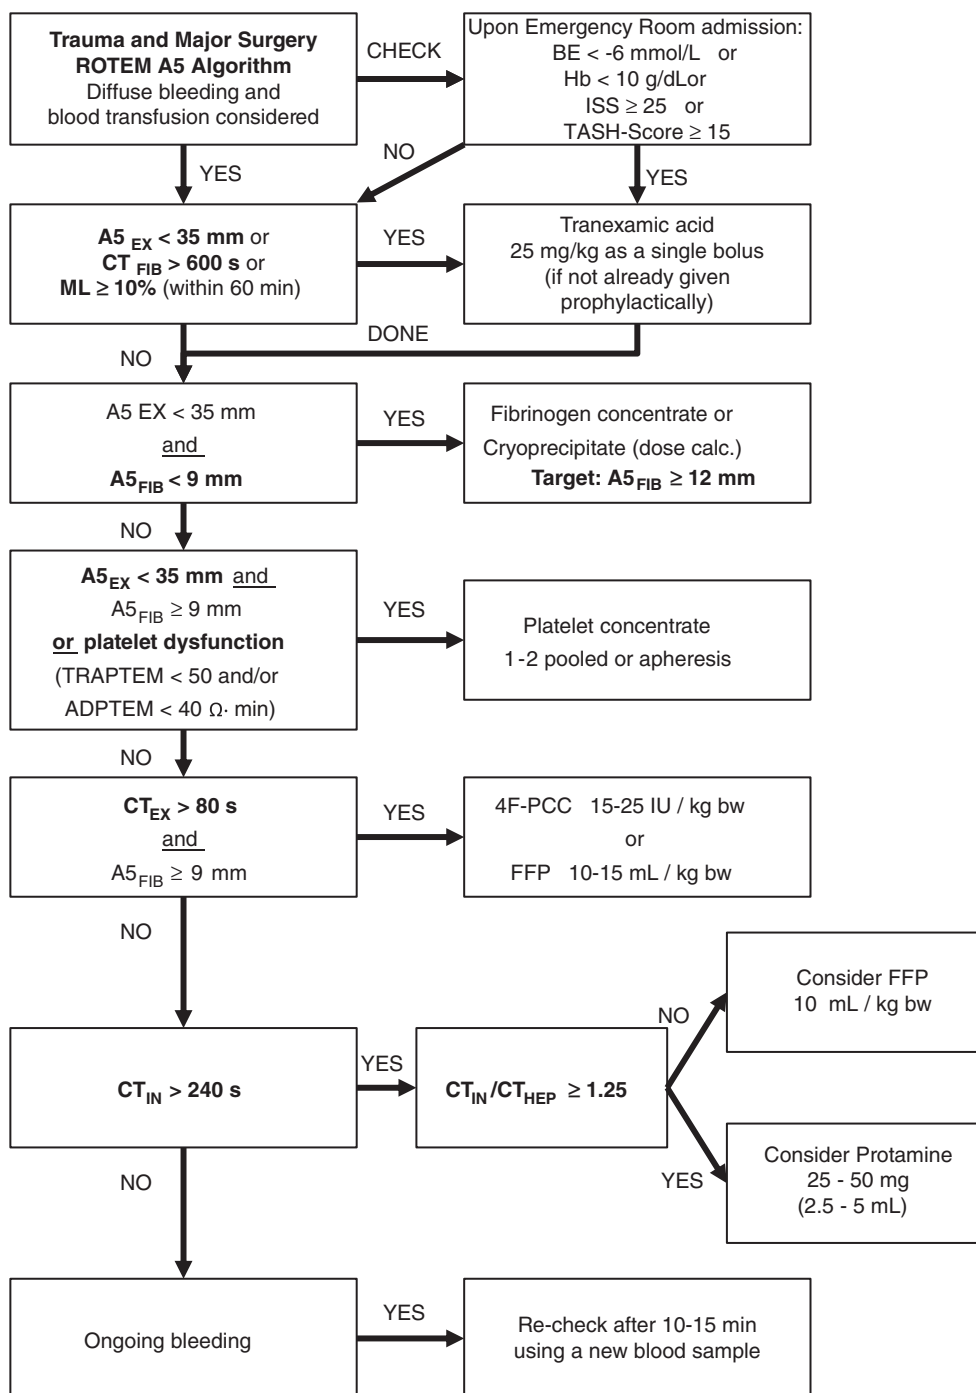 Trauma and Major Surgery
ROTEM A5 Algorithm
Diffuse bleeding and
blood transfusion considered
CHECK
Upon Emergency Room admission:
BE < -6 mmol/L or
Hb < 10 g/dLor
ISS ≥ 25 or
TASH-Score ≥ 15
YES
NO
YES
A5 EX < 35 mm or
CT FIB > 600 s or
ML ≥ 10% (within 60 min)
YES
Tranexamic acid
25 mg/kg as a single bolus
(if not already given
prophylactically)
NO
DONE
A5 EX < 35 mm
and
A5FIB < 9 mm
YES
Fibrinogen concentrate or
Cryoprecipitate (dose calc.)
Target: A5FIB ≥ 12 mm
NO
A5EX < 35 mm and
A5FIB ≥ 9 mm
or platelet dysfunction
(TRAPTEM < 50 and/or
ADPTEM < 40 Ω· min)
YES
Platelet concentrate
1-2 pooled or apheresis
NO
CTEX > 80 s
and
A5FIB ≥ 9 mm
YES
4F-PCC 15-25 IU / kg bw
or
FFP 10-15 mL / kg bw
NO
CTIN > 240 s
YES
CTIN/CTHEP ≥ 1.25
NO
Consider FFP
10 mL / kg bw
YES
Consider Protamine
25 - 50 mg
(2.5 - 5 mL)
NO
Ongoing bleeding
YES
Re-check after 10-15 min
using a new blood sample